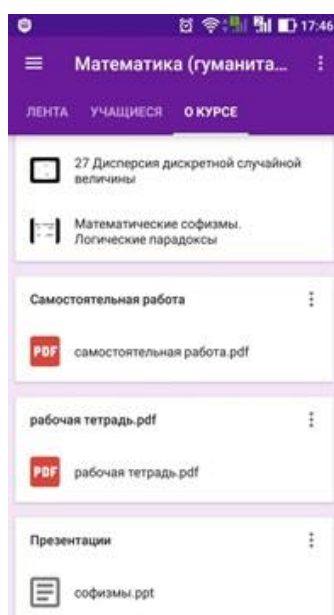 17:46
Математика (гуманита...
ЛЕНТА УЧАЩИЕСЯ О КУРСЕ
27 Дисперсия дискретной случайной
величины
Математические софизмы.
Логические парадоксы
Самостоятельная работа
PDF самостоятельная работа.pdf
рабочая тетрадь.pdf
PDF рабочая тетрадь.pdf
Презентации
софизмы.ppt